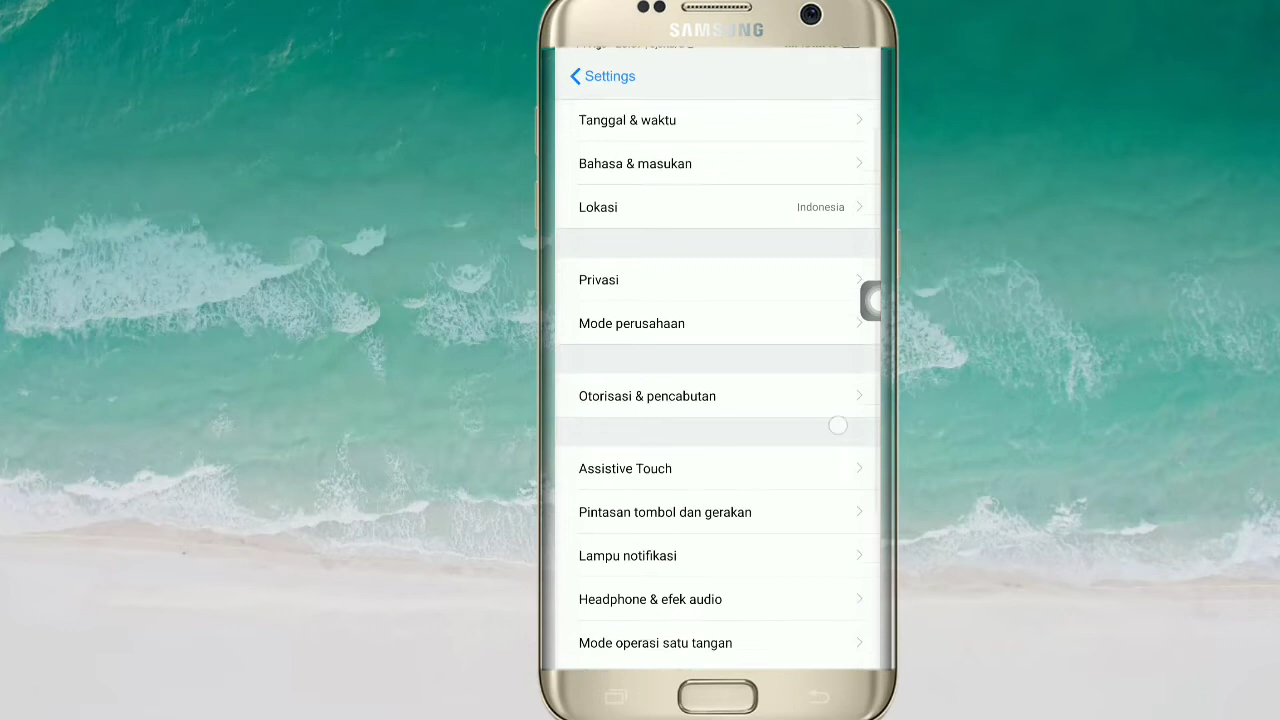 SAMSUNG
Settings
Tanggal & waktu
Bahasa & masukan
Lokasi
Indonesia
Privasi
Mode perusahaan
Otorisasi & pencabutan
Assistive Touch
Pintasan tombol dan gerakan
Lampu notifikasi
Headphone & efek audio
Mode operasi satu tangan